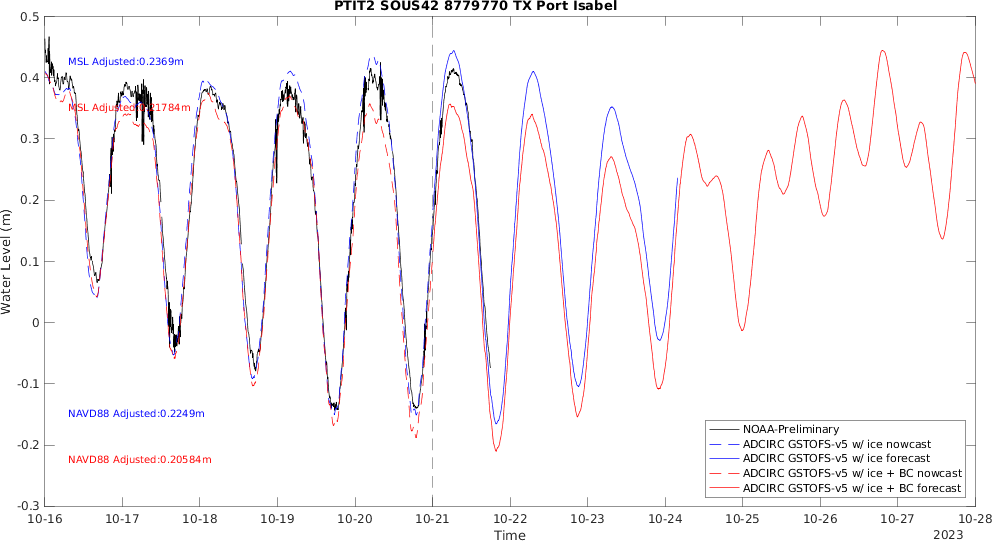 PTIT2 SOUS42 8779770 TX Port Isabel
0.5
0.4
0.3
0.2
0.1
0
-0.1
-0.2
-0.3
Water Level (m)
MSL Adjusted:0.2369m
MSL Adjusted:0.21784m
NAVD88 Adjusted:0.2249m
NAVD88 Adjusted:0.20584m
NOAA-Preliminary
ADCIRC GSTOFS-v5 w/ ice nowcast
ADCIRC GSTOFS-v5 w/ ice forecast
ADCIRC GSTOFS-v5 w/ ice + BC nowcast
ADCIRC GSTOFS-v5 w/ ice + BC forecast
10-16 10-17 10-18 10-19 10-20 10-21 10-22 10-23 10-24 10-25 10-26 10-27 10-28
Time
2023